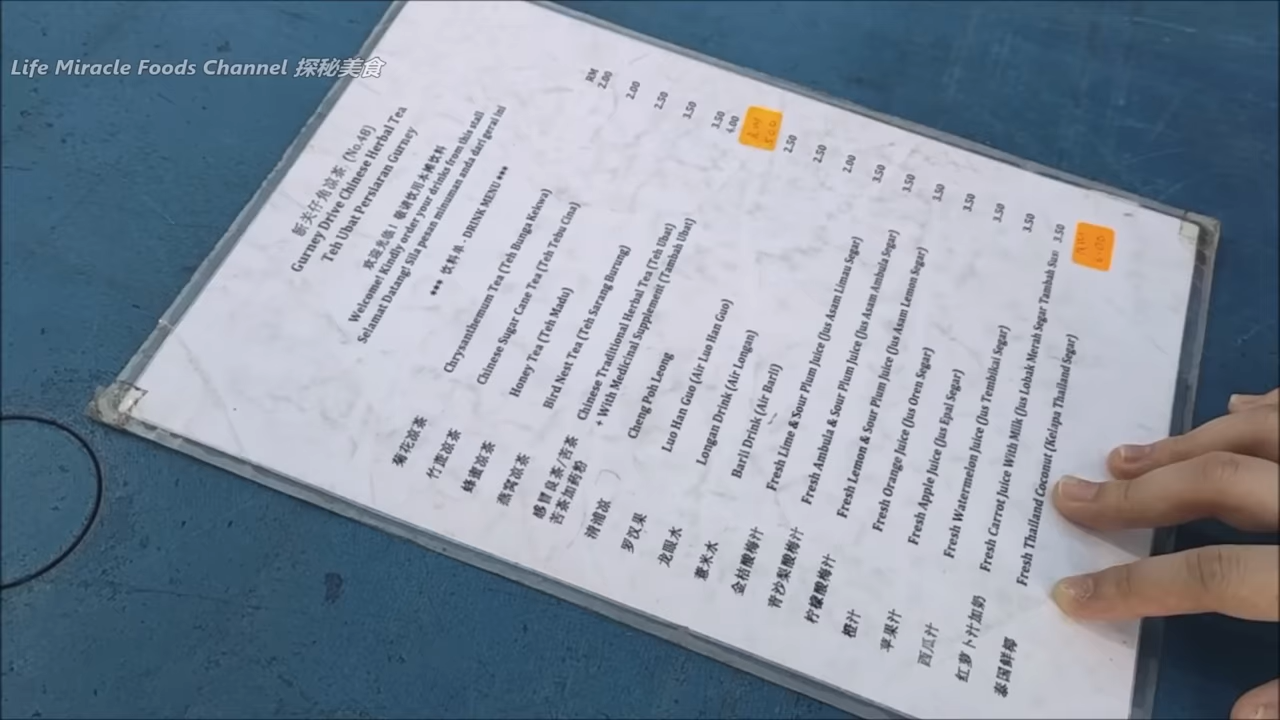 Life Miracle Foods Channel 探秘美食
新关仔角凉茶 (No.48)
Gurney Drive Chinese Herbal Tea
Teh Ubat Persiaran Gurney
欢迎光临! 敬请饮用本摊饮料
Welcome! Kindly order your drinks from this stall
Selamat Datang! Sila pesan minuman anda dari gerai ini
*** 饮料单 - DRINK MENU ***
RM
菊花凉茶 Chrysanthemum Tea (Teh Bunga Kekwa) 2.00
竹蔗凉茶 Chinese Sugar Cane Tea (Teh Tebu Cina) 2.00
蜂蜜凉茶 Honey Tea (Teh Madu) 2.50
燕窝凉茶 Bird Nest Tea (Teh Sarang Burung) 3.50
感冒良茶/苦茶 Chinese Traditional Herbal Tea (Teh Ubat) 3.50
苦茶加药粉 + With Medicinal Supplement (Tambah Ubat) 4.00
清浦凉 Cheng Poh Leong RM 5.00
罗汉果 Luo Han Guo (Air Luo Han Guo) 2.50
龙眼水 Longan Drink (Air Longan) 2.50
薏米水 Barli Drink (Air Barli) 2.00
金桔酸梅汁 Fresh Lime & Sour Plum Juice (Jus Asam Limau Segar) 3.50
青沙梨酸梅汁 Fresh Ambula & Sour Plum Juice (Jus Asam Ambula Segar) 3.50
柠檬酸梅汁 Fresh Lemon & Sour Plum Juice (Jus Asam Lemon Segar) 3.50
橙汁 Fresh Orange Juice (Jus Oren Segar) 3.50
苹果汁 Fresh Apple Juice (Jus Epal Segar) 3.50
西瓜汁 Fresh Watermelon Juice (Jus Tembikai Segar) 3.50
红萝卜汁加奶 Fresh Carrot Juice With Milk (Jus Lobak Merah Segar Tambah Susu 3.50
泰国鲜椰 Fresh Thailand Coconut (Kelapa Thailand Segar) RM